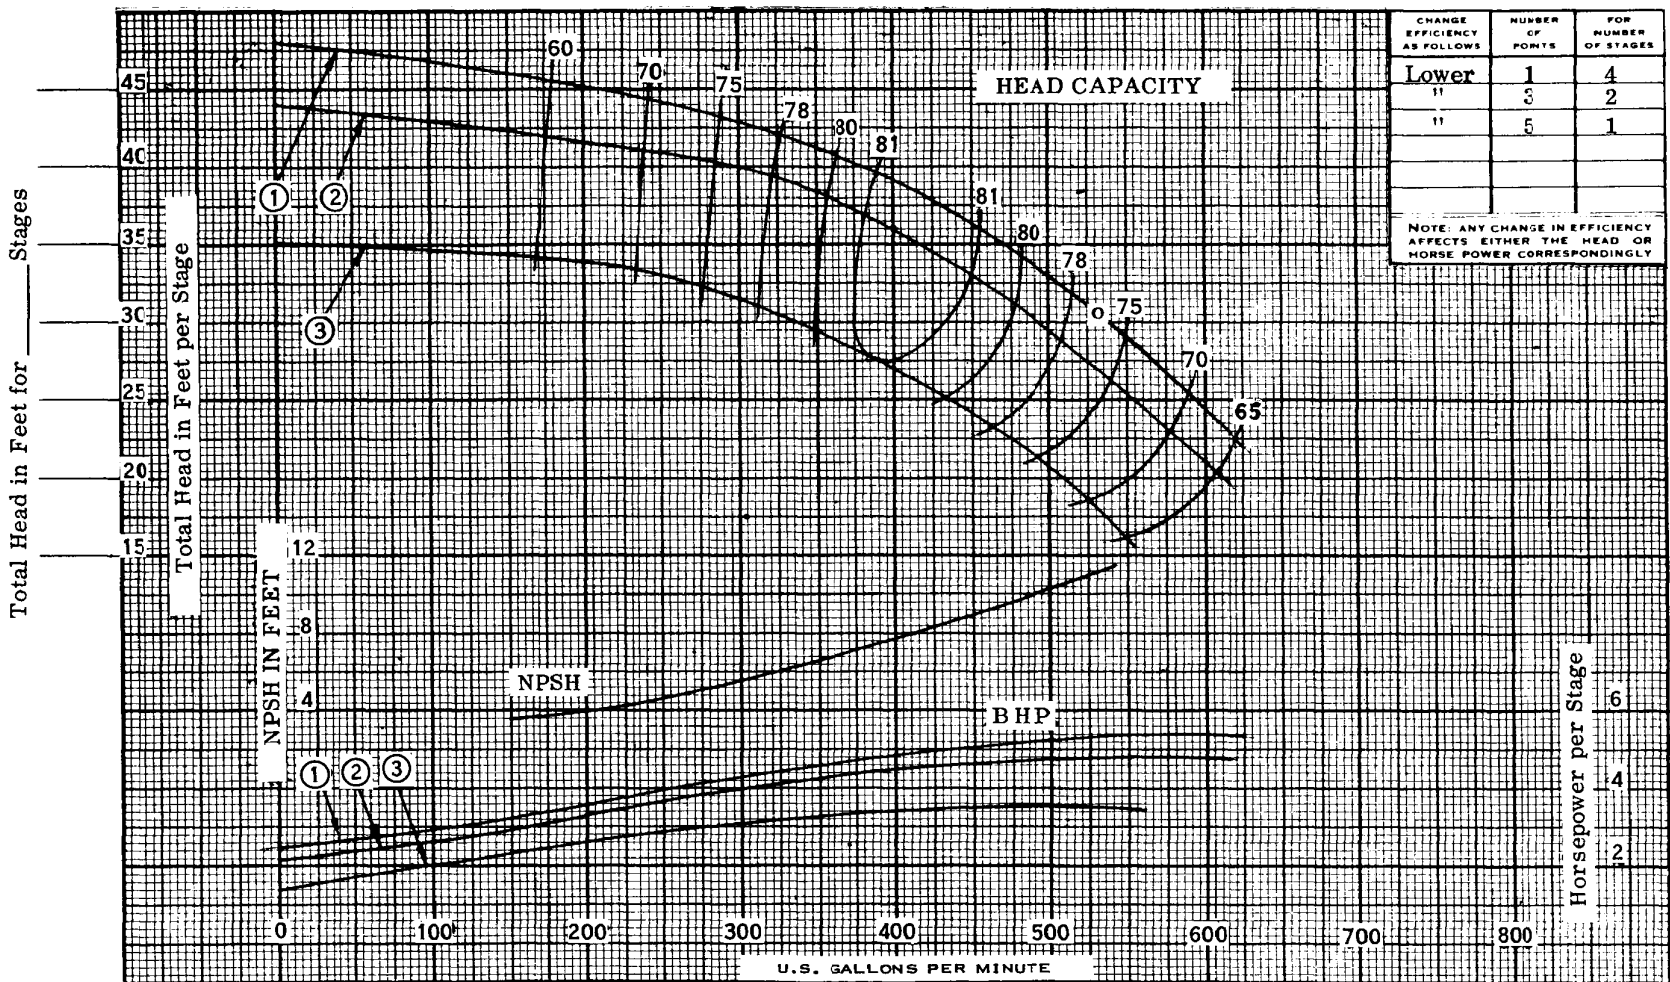 CHANGE EFFICIENCY AS FOLLOWS
NUMBER OF POINTS
FOR NUMBER OF STAGES
Lower 1 4
" 3 2
" 5 1
NOTE: ANY CHANGE IN EFFICIENCY
AFFECTS EITHER THE HEAD OR
HORSE POWER CORRESPONDINGLY
HEAD CAPACITY
60
70
75
78
80
81
81
80
78
o
75
70
65
Total Head in Feet for ____ Stages
Total Head in Feet per Stage
45
40
35
30
25
20
15
1
2
3
NPSH IN FEET
12
8
4
NPSH
BHP
1
2
3
Horsepower per Stage
6
4
2
0 100 200 300 400 500 600 700 800
U.S. GALLONS PER MINUTE